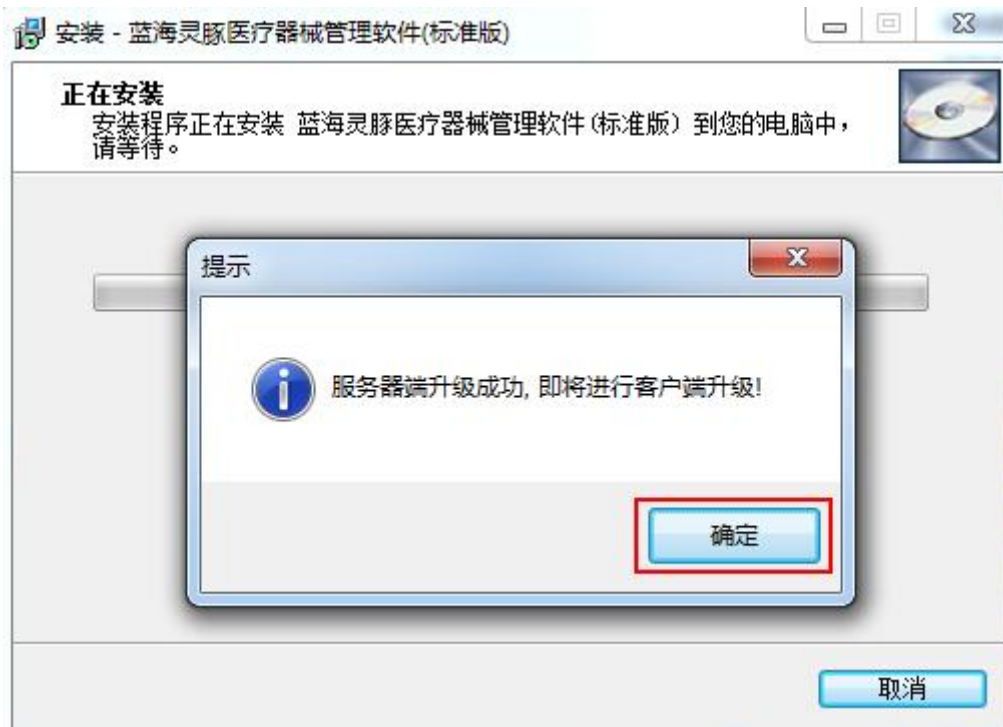 安装 - 蓝海灵豚医疗器械管理软件(标准版)
正在安装
安装程序正在安装 蓝海灵豚医疗器械管理软件(标准版) 到您的电脑中，
请等待。
提示
服务器端升级成功, 即将进行客户端升级!
确定
取消